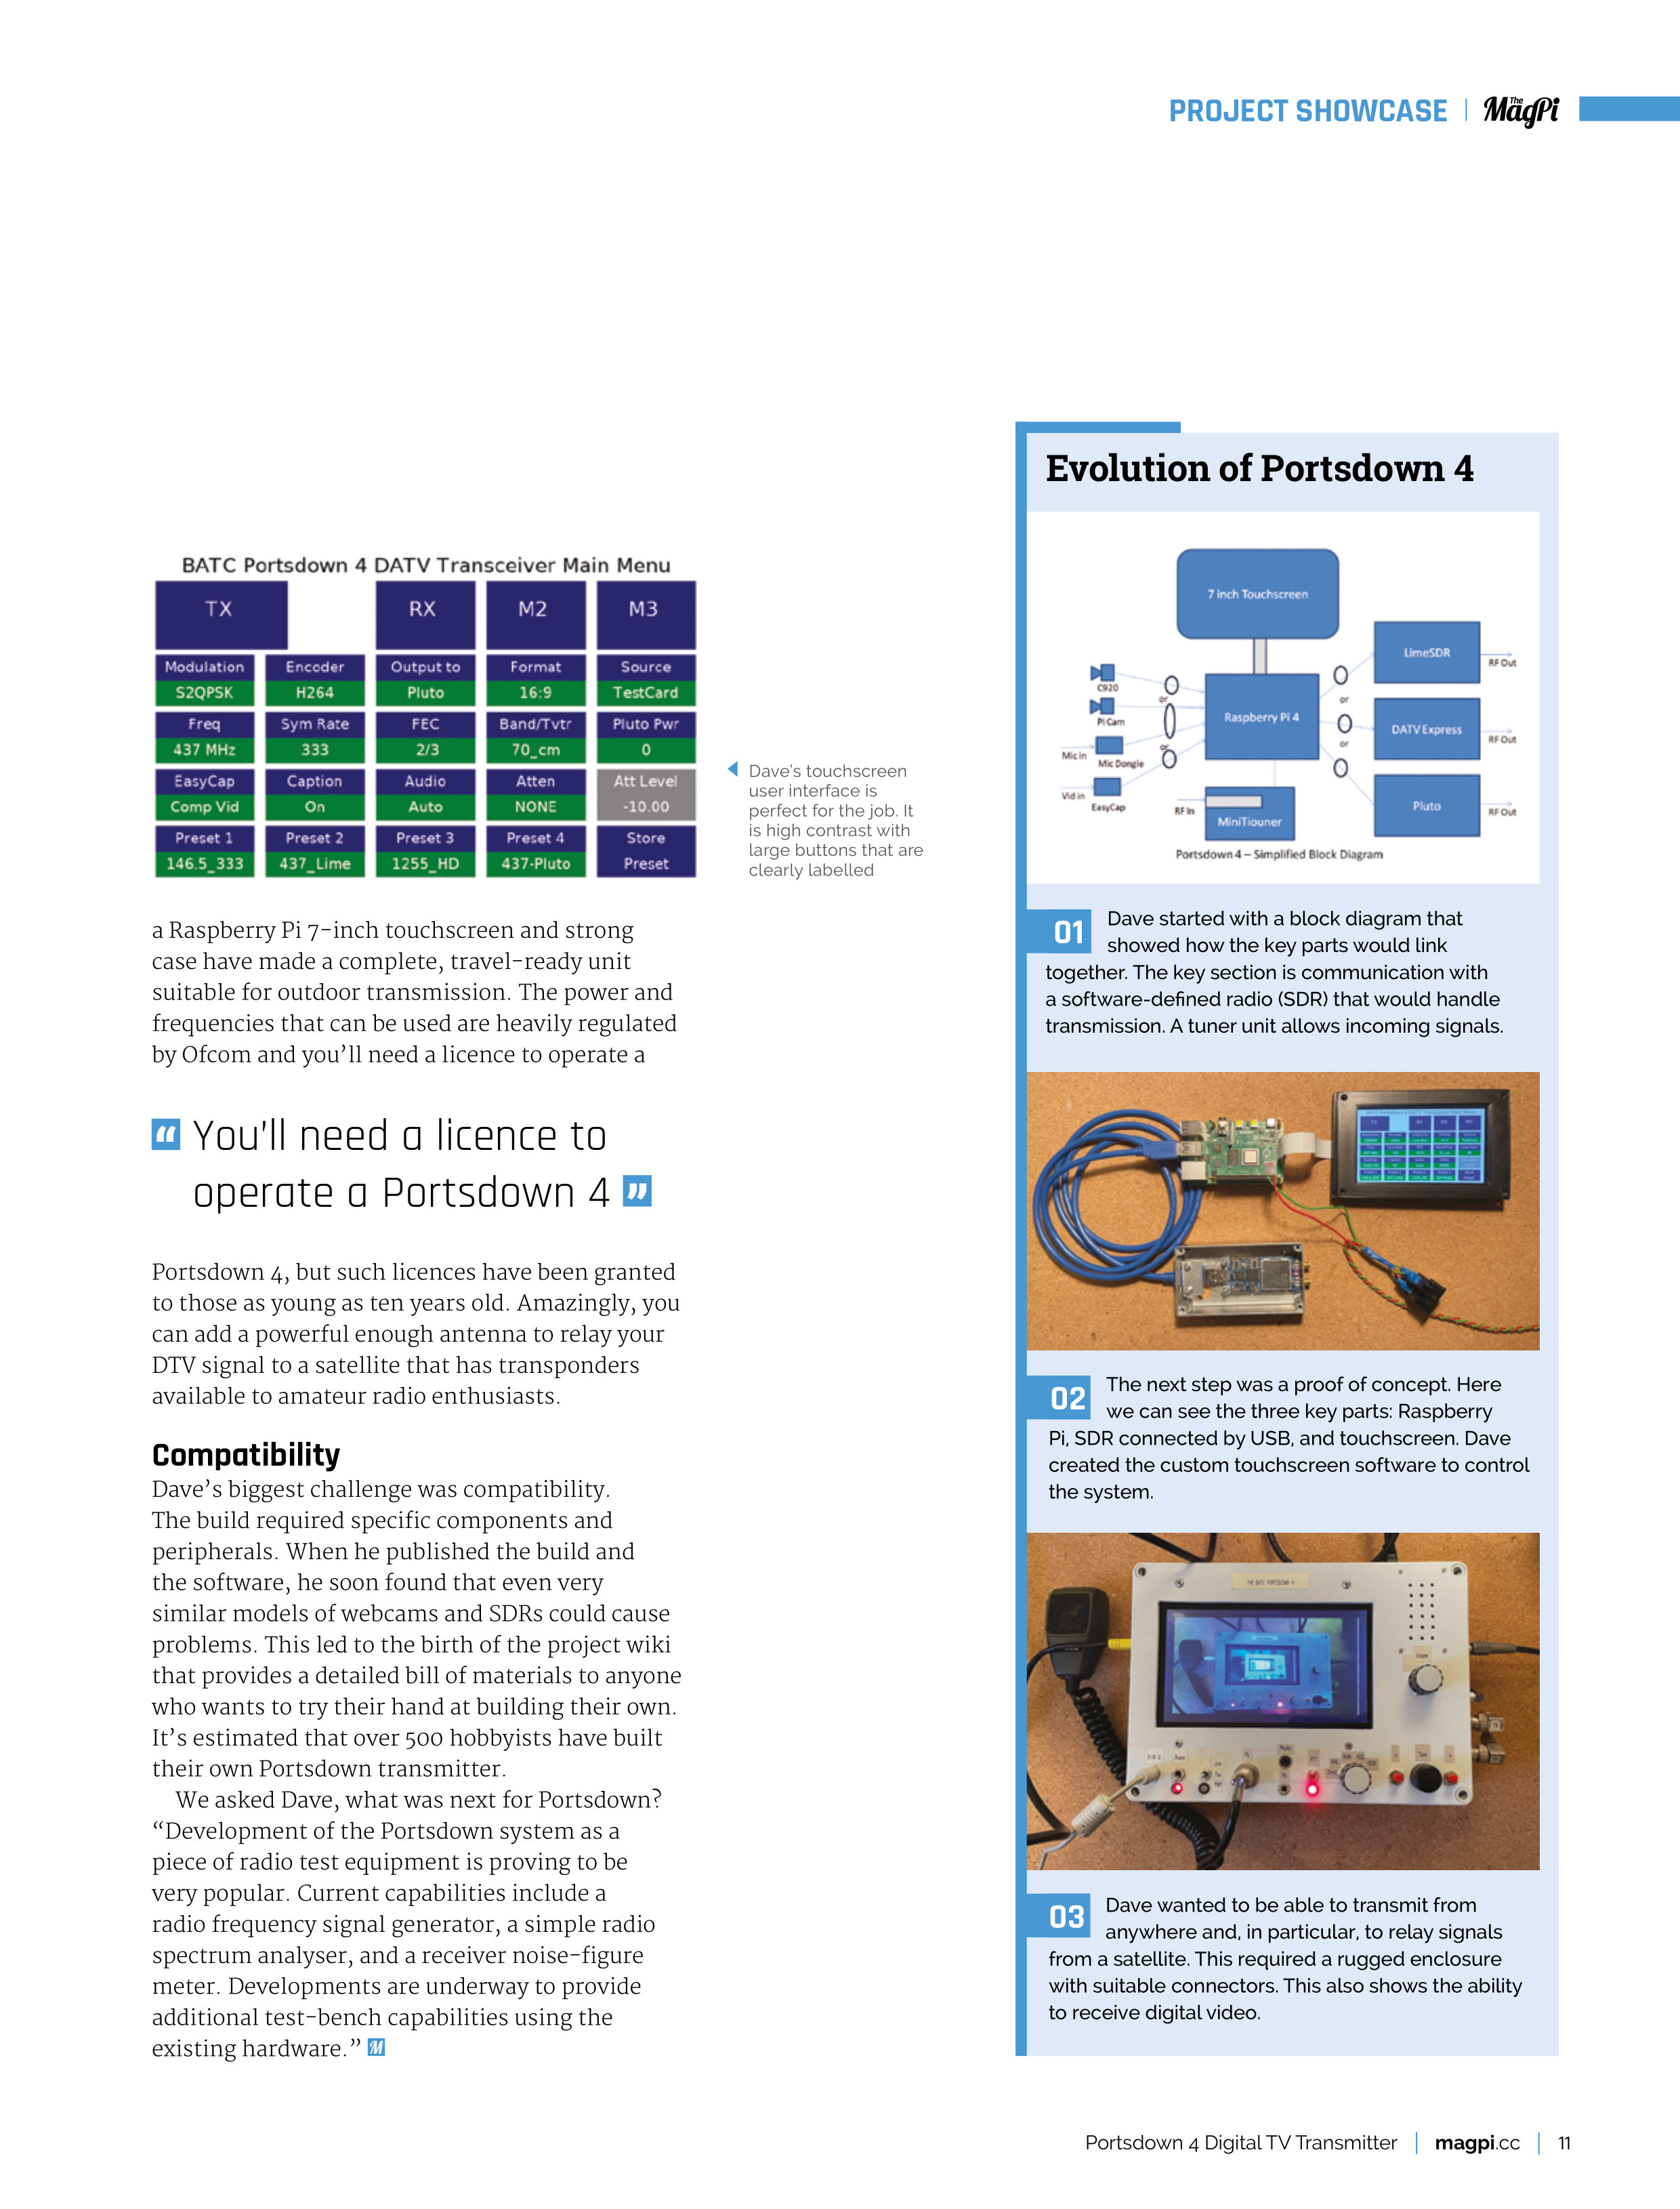 PROJECT SHOWCASE
The MagPi
BATC Portsdown 4 DATV Transceiver Main Menu
TX RX M2 M3
Modulation Encoder Output to Format Source
S2QPSK H264 Pluto 16:9 TestCard
Freq Sym Rate FEC Band/Tvtr Pluto Pwr
437 MHz 333 2/3 70_cm 0
EasyCap Caption Audio Atten Att Level
Comp Vid On Auto NONE -10.00
Preset 1 Preset 2 Preset 3 Preset 4 Store
146.5_333 437_Lime 1255_HD 437-Pluto Preset
Dave’s touchscreen
user interface is
perfect for the job. It
is high contrast with
large buttons that are
clearly labelled
a Raspberry Pi 7-inch touchscreen and strong
case have made a complete, travel-ready unit
suitable for outdoor transmission. The power and
frequencies that can be used are heavily regulated
by Ofcom and you’ll need a licence to operate a
“ You’ll need a licence to
operate a Portsdown 4 ”
Portsdown 4, but such licences have been granted
to those as young as ten years old. Amazingly, you
can add a powerful enough antenna to relay your
DTV signal to a satellite that has transponders
available to amateur radio enthusiasts.
Compatibility
Dave’s biggest challenge was compatibility.
The build required specific components and
peripherals. When he published the build and
the software, he soon found that even very
similar models of webcams and SDRs could cause
problems. This led to the birth of the project wiki
that provides a detailed bill of materials to anyone
who wants to try their hand at building their own.
It’s estimated that over 500 hobbyists have built
their own Portsdown transmitter.
We asked Dave, what was next for Portsdown?
“Development of the Portsdown system as a
piece of radio test equipment is proving to be
very popular. Current capabilities include a
radio frequency signal generator, a simple radio
spectrum analyser, and a receiver noise-figure
meter. Developments are underway to provide
additional test-bench capabilities using the
existing hardware.” M
Evolution of Portsdown 4
7 inch Touchscreen
LimeSDR
RF Out
C920
or
Pi Cam
or
Raspberry Pi 4
DATV Express
RF Out
or
or
Mic in
Mic Dongle
Vid in
EasyCap
RF In
MiniTiouner
Pluto
RF Out
Portsdown 4 – Simplified Block Diagram
01 Dave started with a block diagram that
showed how the key parts would link
together. The key section is communication with
a software-defined radio (SDR) that would handle
transmission. A tuner unit allows incoming signals.
02 The next step was a proof of concept. Here
we can see the three key parts: Raspberry
Pi, SDR connected by USB, and touchscreen. Dave
created the custom touchscreen software to control
the system.
THE BATC PORTSDOWN 4
03 Dave wanted to be able to transmit from
anywhere and, in particular, to relay signals
from a satellite. This required a rugged enclosure
with suitable connectors. This also shows the ability
to receive digital video.
Portsdown 4 Digital TV Transmitter
magpi.cc
11